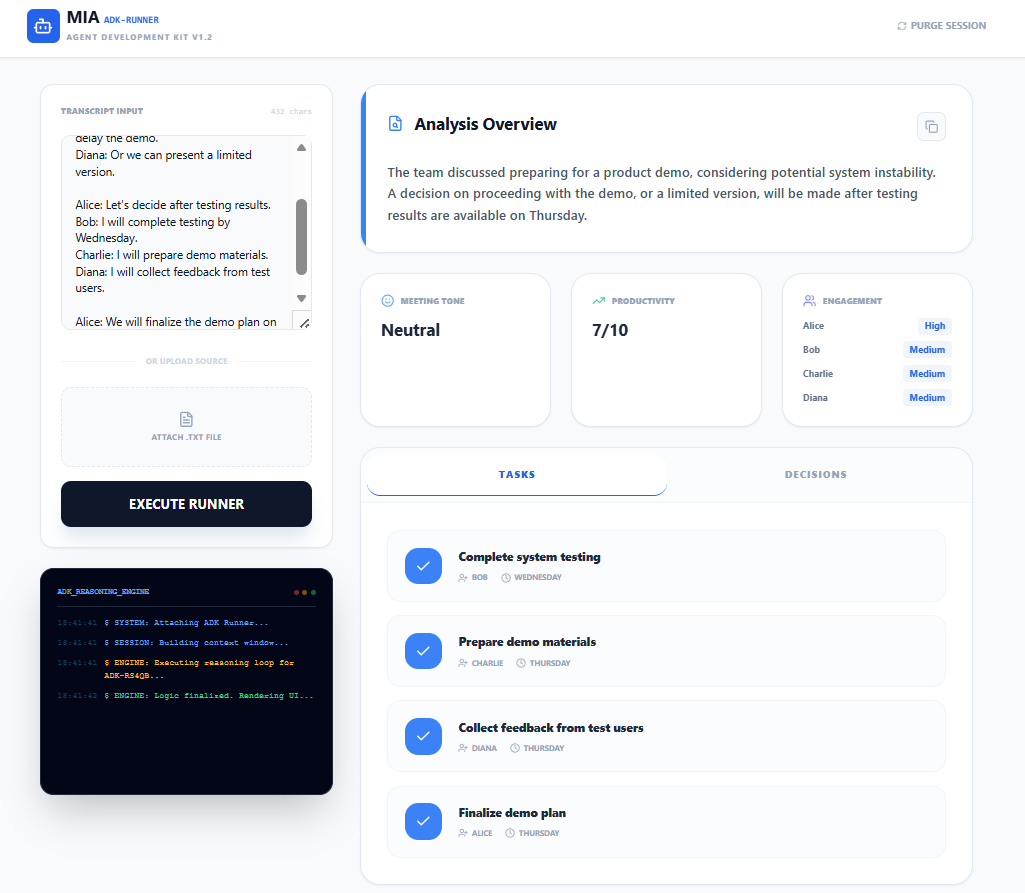 MIA ADK-RUNNER
AGENT DEVELOPMENT KIT V1.2
PURGE SESSION
TRANSCRIPT INPUT
432 chars
delay the demo.
Diana: Or we can present a limited
version.
Alice: Let's decide after testing results.
Bob: I will complete testing by
Wednesday.
Charlie: I will prepare demo materials.
Diana: I will collect feedback from test
users.
Alice: We will finalize the demo plan on
OR UPLOAD SOURCE
ATTACH .TXT FILE
EXECUTE RUNNER
ADK_REASONING_ENGINE
18:41:41 $ SYSTEM: Attaching ADK Runner...
18:41:41 $ SESSION: Building context window...
18:41:41 $ ENGINE: Executing reasoning loop for
ADK-RS4QB...
18:41:42 $ ENGINE: Logic finalized. Rendering UI...
Analysis Overview
The team discussed preparing for a product demo, considering potential system instability.
A decision on proceeding with the demo, or a limited version, will be made after testing
results are available on Thursday.
MEETING TONE
Neutral
PRODUCTIVITY
7/10
ENGAGEMENT
Alice High
Bob Medium
Charlie Medium
Diana Medium
TASKS
DECISIONS
Complete system testing
BOB WEDNESDAY
Prepare demo materials
CHARLIE THURSDAY
Collect feedback from test users
DIANA THURSDAY
Finalize demo plan
ALICE THURSDAY